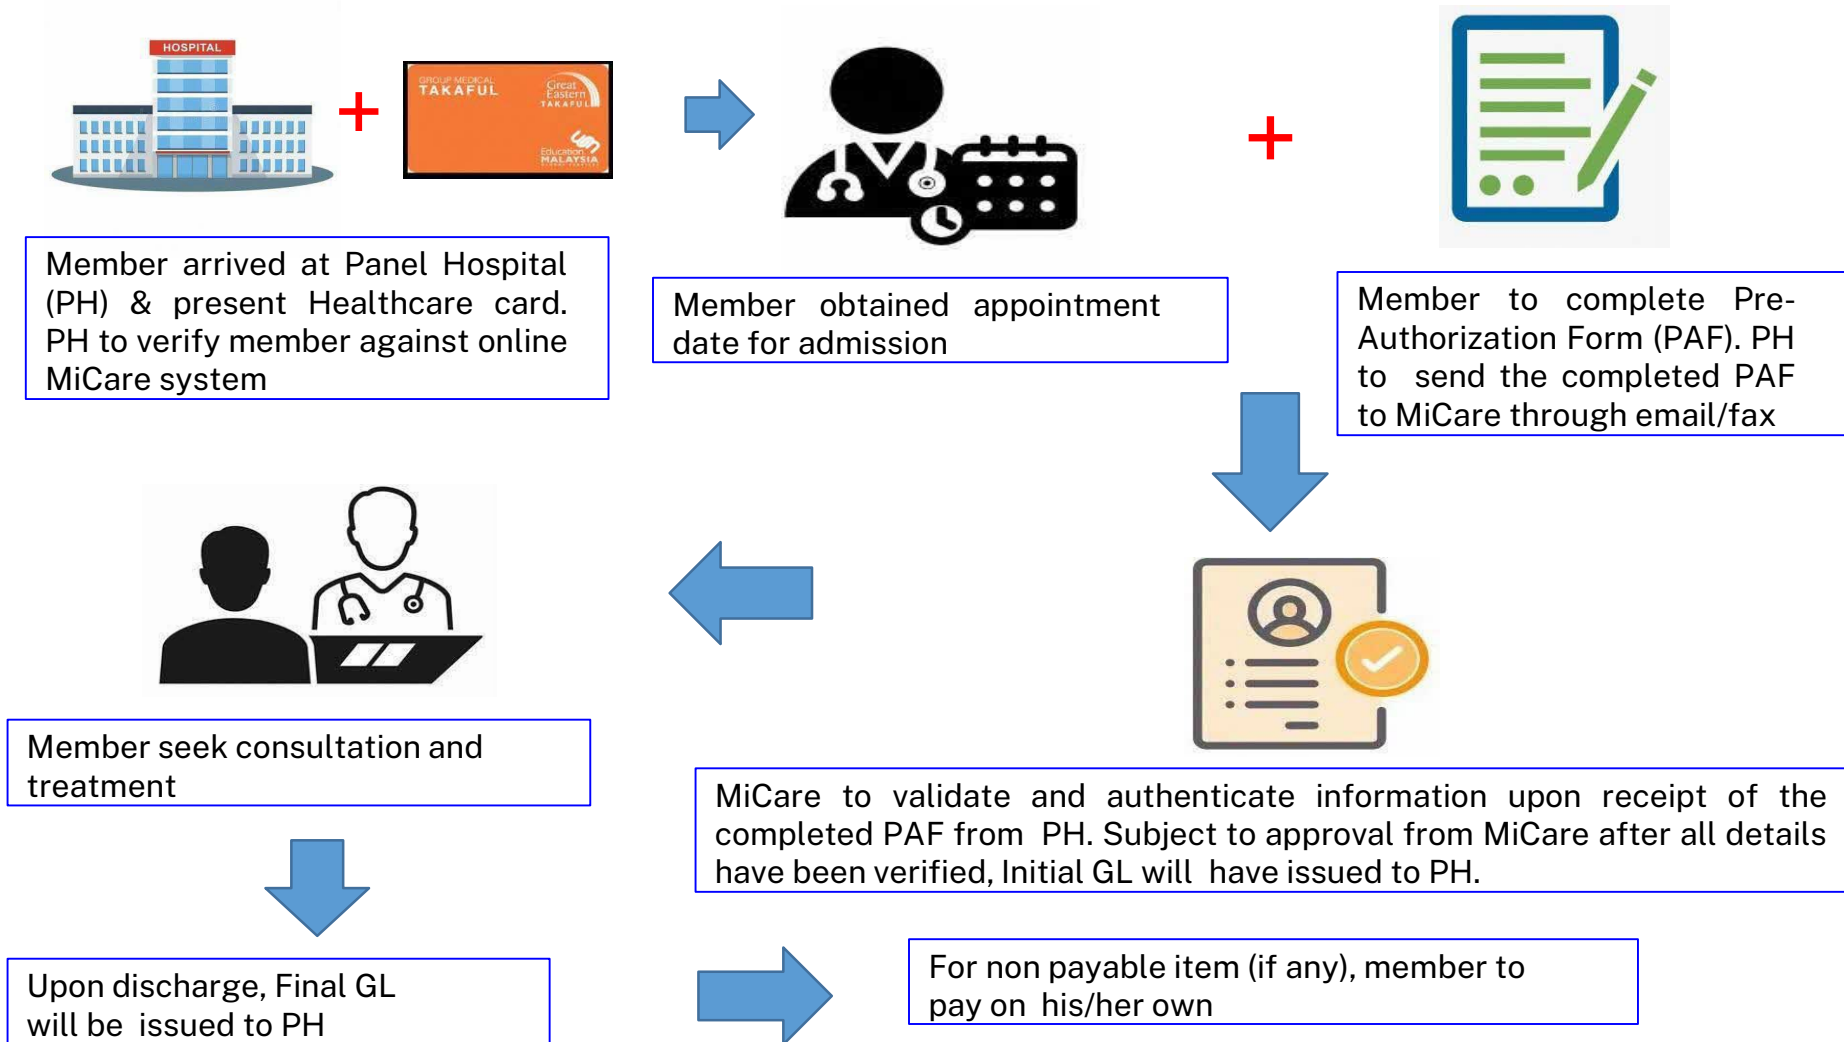 HOSPITAL
GROUP MEDICAL
TAKAFUL
Great
Eastern
TAKAFUL
Education
MALAYSIA
Member arrived at Panel Hospital
(PH) & present Healthcare card.
PH to verify member against online
MiCare system
Member obtained appointment
date for admission
Member to complete Pre-
Authorization Form (PAF). PH
to send the completed PAF
to MiCare through email/fax
Member seek consultation and
treatment
MiCare to validate and authenticate information upon receipt of the
completed PAF from PH. Subject to approval from MiCare after all details
have been verified, Initial GL will have issued to PH.
Upon discharge, Final GL
will be issued to PH
For non payable item (if any), member to
pay on his/her own